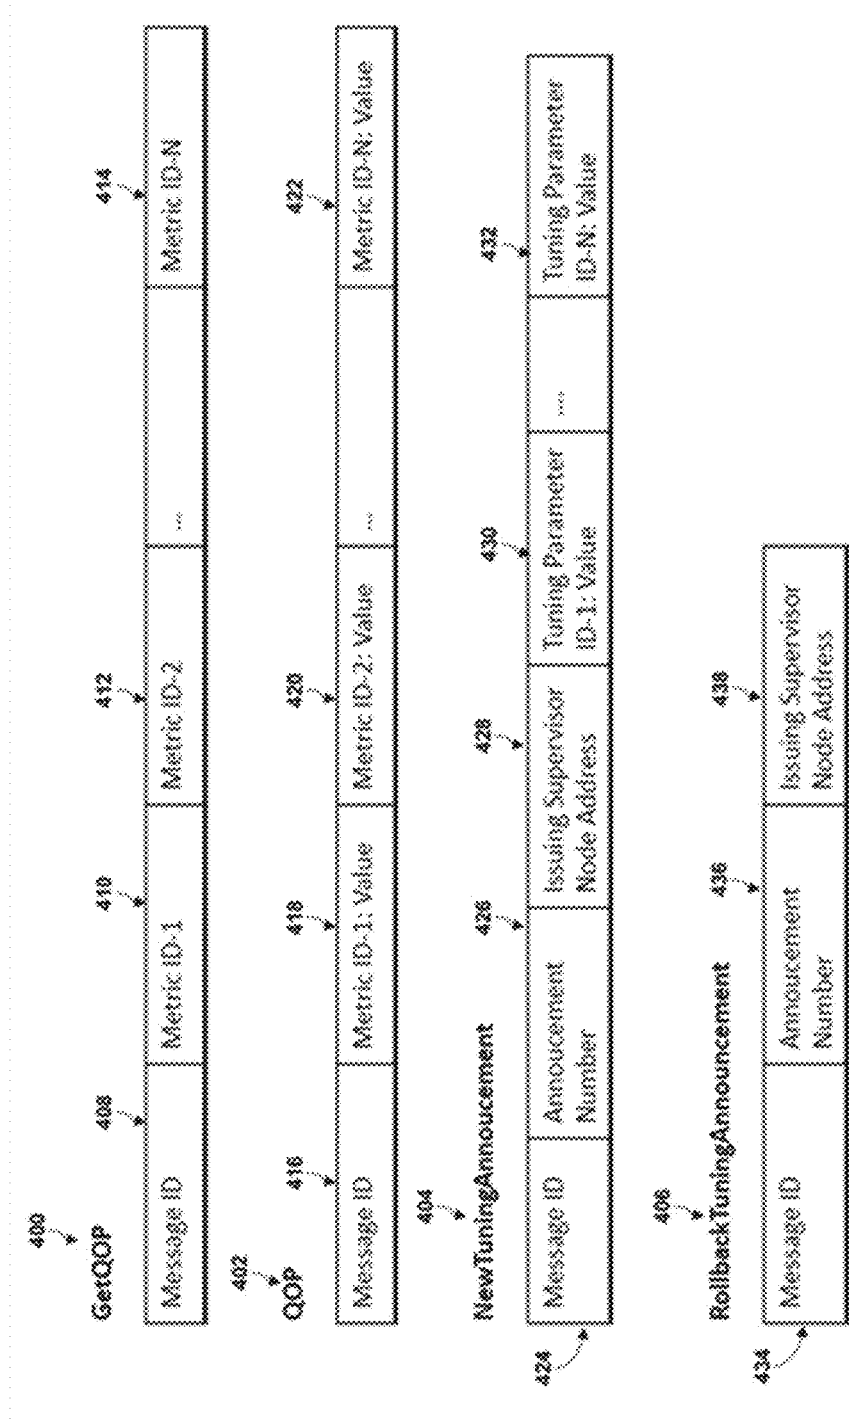 400
GetQOP
408
410
412
414
Message ID
Metric ID-1
Metric ID-2
...
Metric ID-N
402
QOP
416
418
420
422
Message ID
Metric ID-1: Value
Metric ID-2: Value
...
Metric ID-N: Value
404
NewTuningAnnoucement
426
428
430
432
424
Message ID
Annoucement
Number
Issuing Supervisor
Node Address
Tuning Parameter
ID-1: Value
....
Tuning Parameter
ID-N: Value
406
RollbackTuningAnnouncement
436
438
434
Message ID
Annoucement
Number
Issuing Supervisor
Node Address